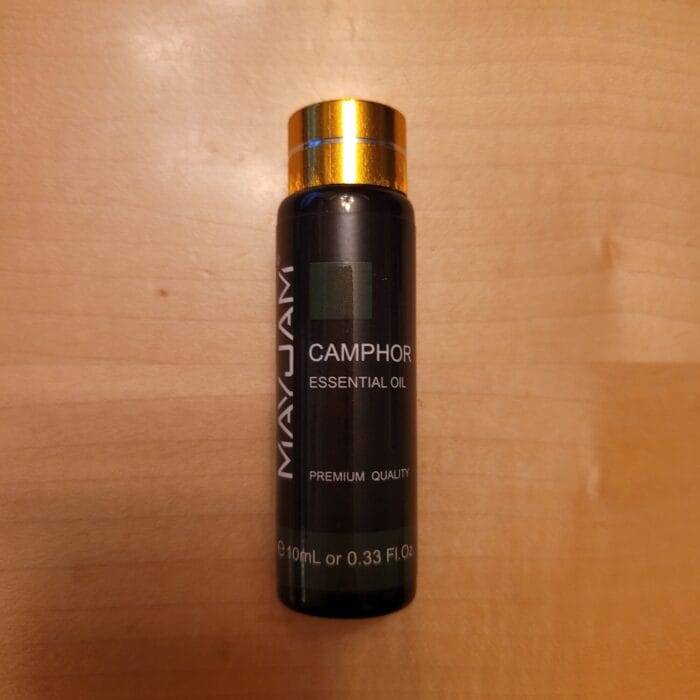 MAYJAM
CAMPHOR
ESSENTIAL OIL
PREMIUM QUALITY
℮ 10mL or 0.33 Fl.Oz